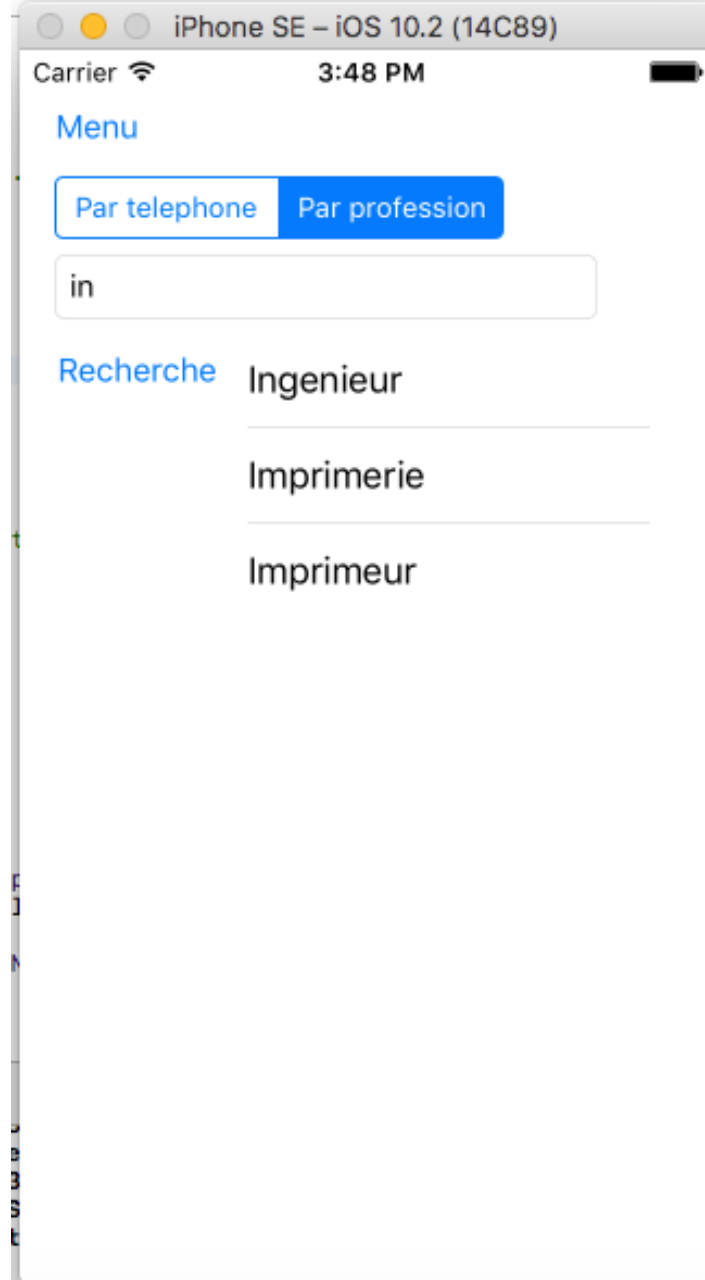 iPhone SE – iOS 10.2 (14C89)
Carrier 3:48 PM
Menu
Par telephone Par profession
in
Recherche Ingenieur
Imprimerie
Imprimeur